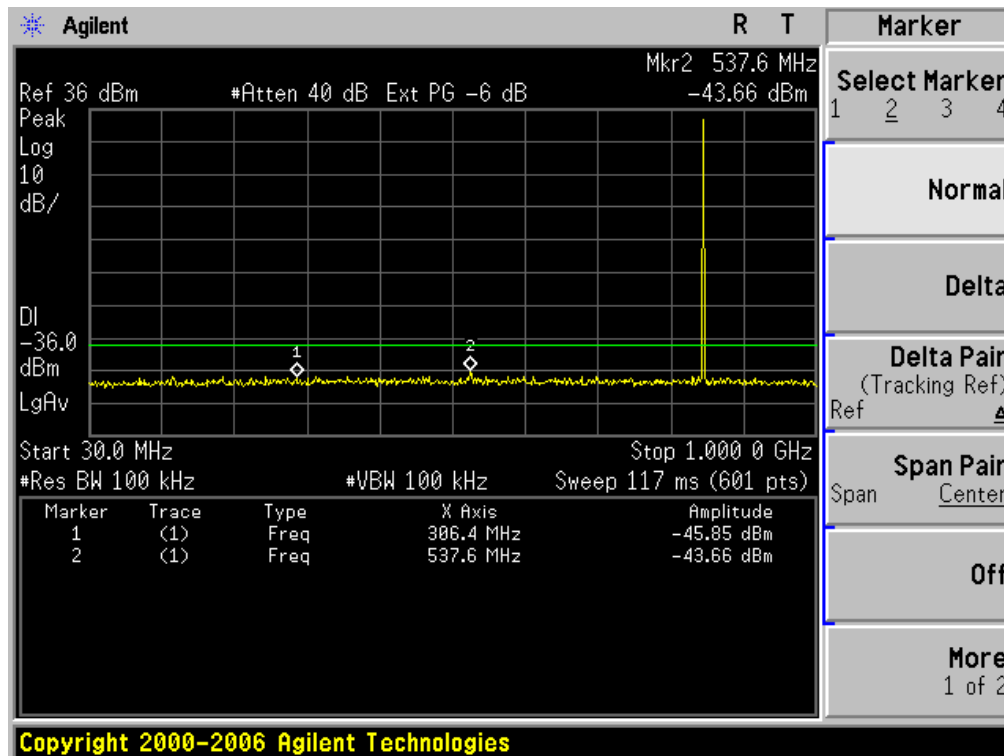 Agilent R T
Marker
Mkr2 537.6 MHz
Ref 36 dBm #Atten 40 dB Ext PG -6 dB -43.66 dBm
Peak
Log
10
dB/
DI
-36.0
dBm
LgAv
1
2
Start 30.0 MHz Stop 1.000 0 GHz
#Res BW 100 kHz #VBW 100 kHz Sweep 117 ms (601 pts)
Marker Trace Type X Axis Amplitude
1 (1) Freq 306.4 MHz -45.85 dBm
2 (1) Freq 537.6 MHz -43.66 dBm
Select Marker
1 2 3 4
Normal
Delta
Delta Pair
(Tracking Ref)
Ref Δ
Span Pair
Span Center
Off
More
1 of 2
Copyright 2000-2006 Agilent Technologies